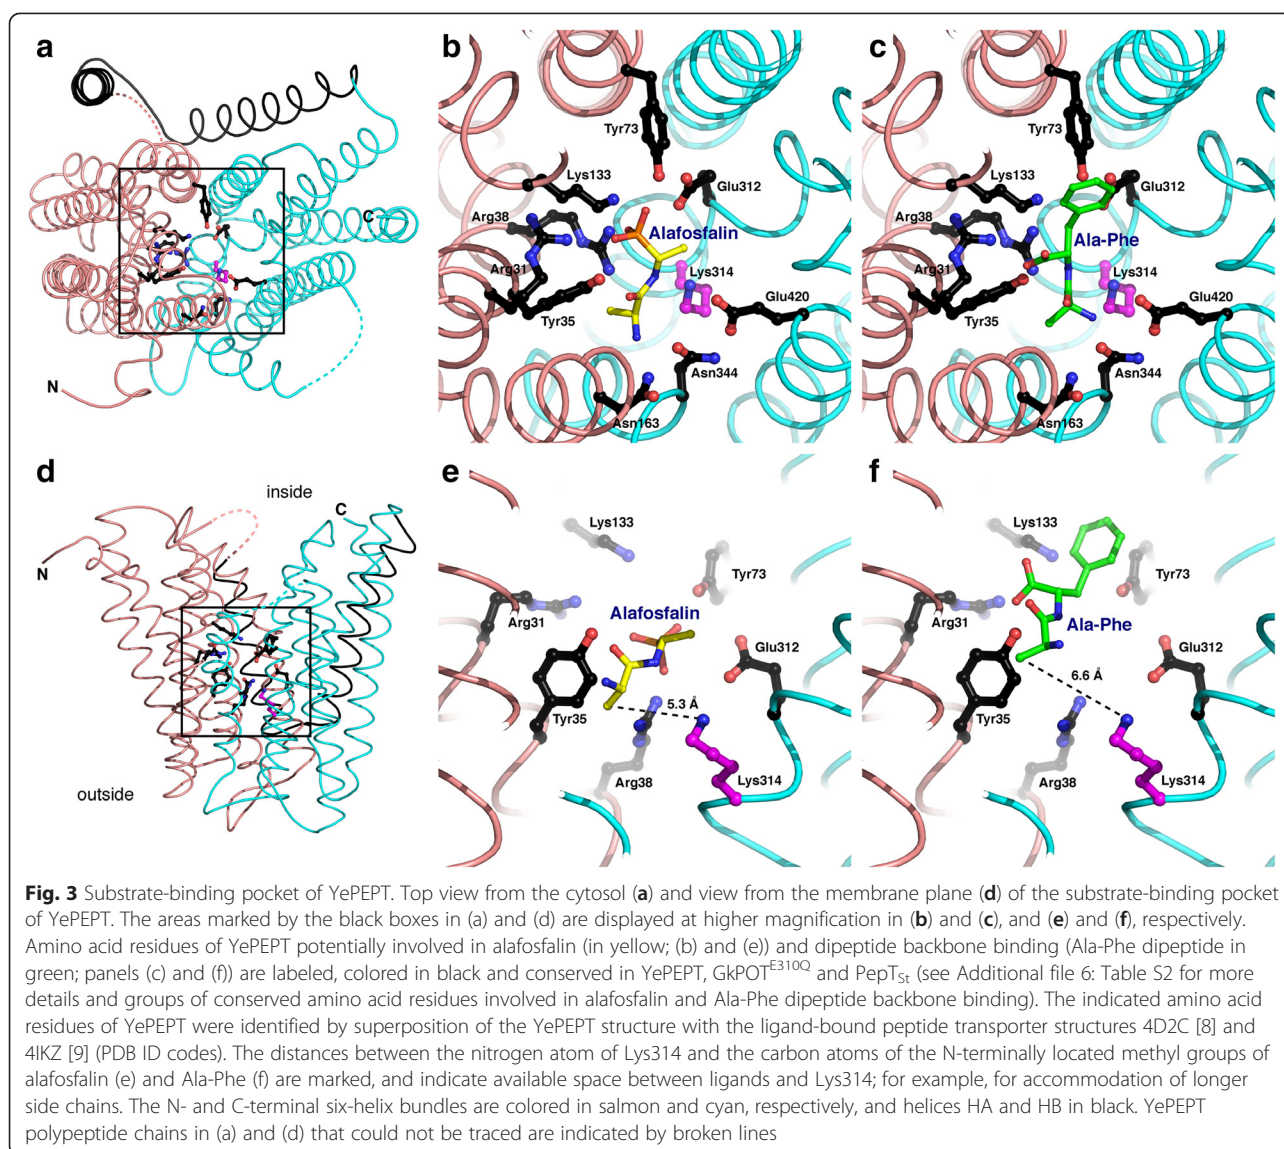 a
C
N
b
Tyr73
Lys133
Glu312
Arg38
Alafosfalin
Arg31
Lys314
Glu420
Tyr35
Asn344
Asn163
c
Tyr73
Lys133
Glu312
Arg38
Ala-Phe
Arg31
Lys314
Glu420
Tyr35
Asn344
Asn163
d
inside
C
N
outside
e
Lys133
Tyr73
Arg31
Alafosfalin
Glu312
5.3 Å
Tyr35
Arg38
Lys314
f
Lys133
Tyr73
Arg31
Ala-Phe
Glu312
6.6 Å
Tyr35
Arg38
Lys314
Fig. 3 Substrate-binding pocket of YePEPT. Top view from the cytosol (a) and view from the membrane plane (d) of the substrate-binding pocket
of YePEPT. The areas marked by the black boxes in (a) and (d) are displayed at higher magnification in (b) and (c), and (e) and (f), respectively.
Amino acid residues of YePEPT potentially involved in alafosfalin (in yellow; (b) and (e)) and dipeptide backbone binding (Ala-Phe dipeptide in
green; panels (c) and (f)) are labeled, colored in black and conserved in YePEPT, GkPOT^E310Q and PepT_St (see Additional file 6: Table S2 for more
details and groups of conserved amino acid residues involved in alafosfalin and Ala-Phe dipeptide backbone binding). The indicated amino acid
residues of YePEPT were identified by superposition of the YePEPT structure with the ligand-bound peptide transporter structures 4D2C [8] and
4IKZ [9] (PDB ID codes). The distances between the nitrogen atom of Lys314 and the carbon atoms of the N-terminally located methyl groups of
alafosfalin (e) and Ala-Phe (f) are marked, and indicate available space between ligands and Lys314; for example, for accommodation of longer
side chains. The N- and C-terminal six-helix bundles are colored in salmon and cyan, respectively, and helices HA and HB in black. YePEPT
polypeptide chains in (a) and (d) that could not be traced are indicated by broken lines